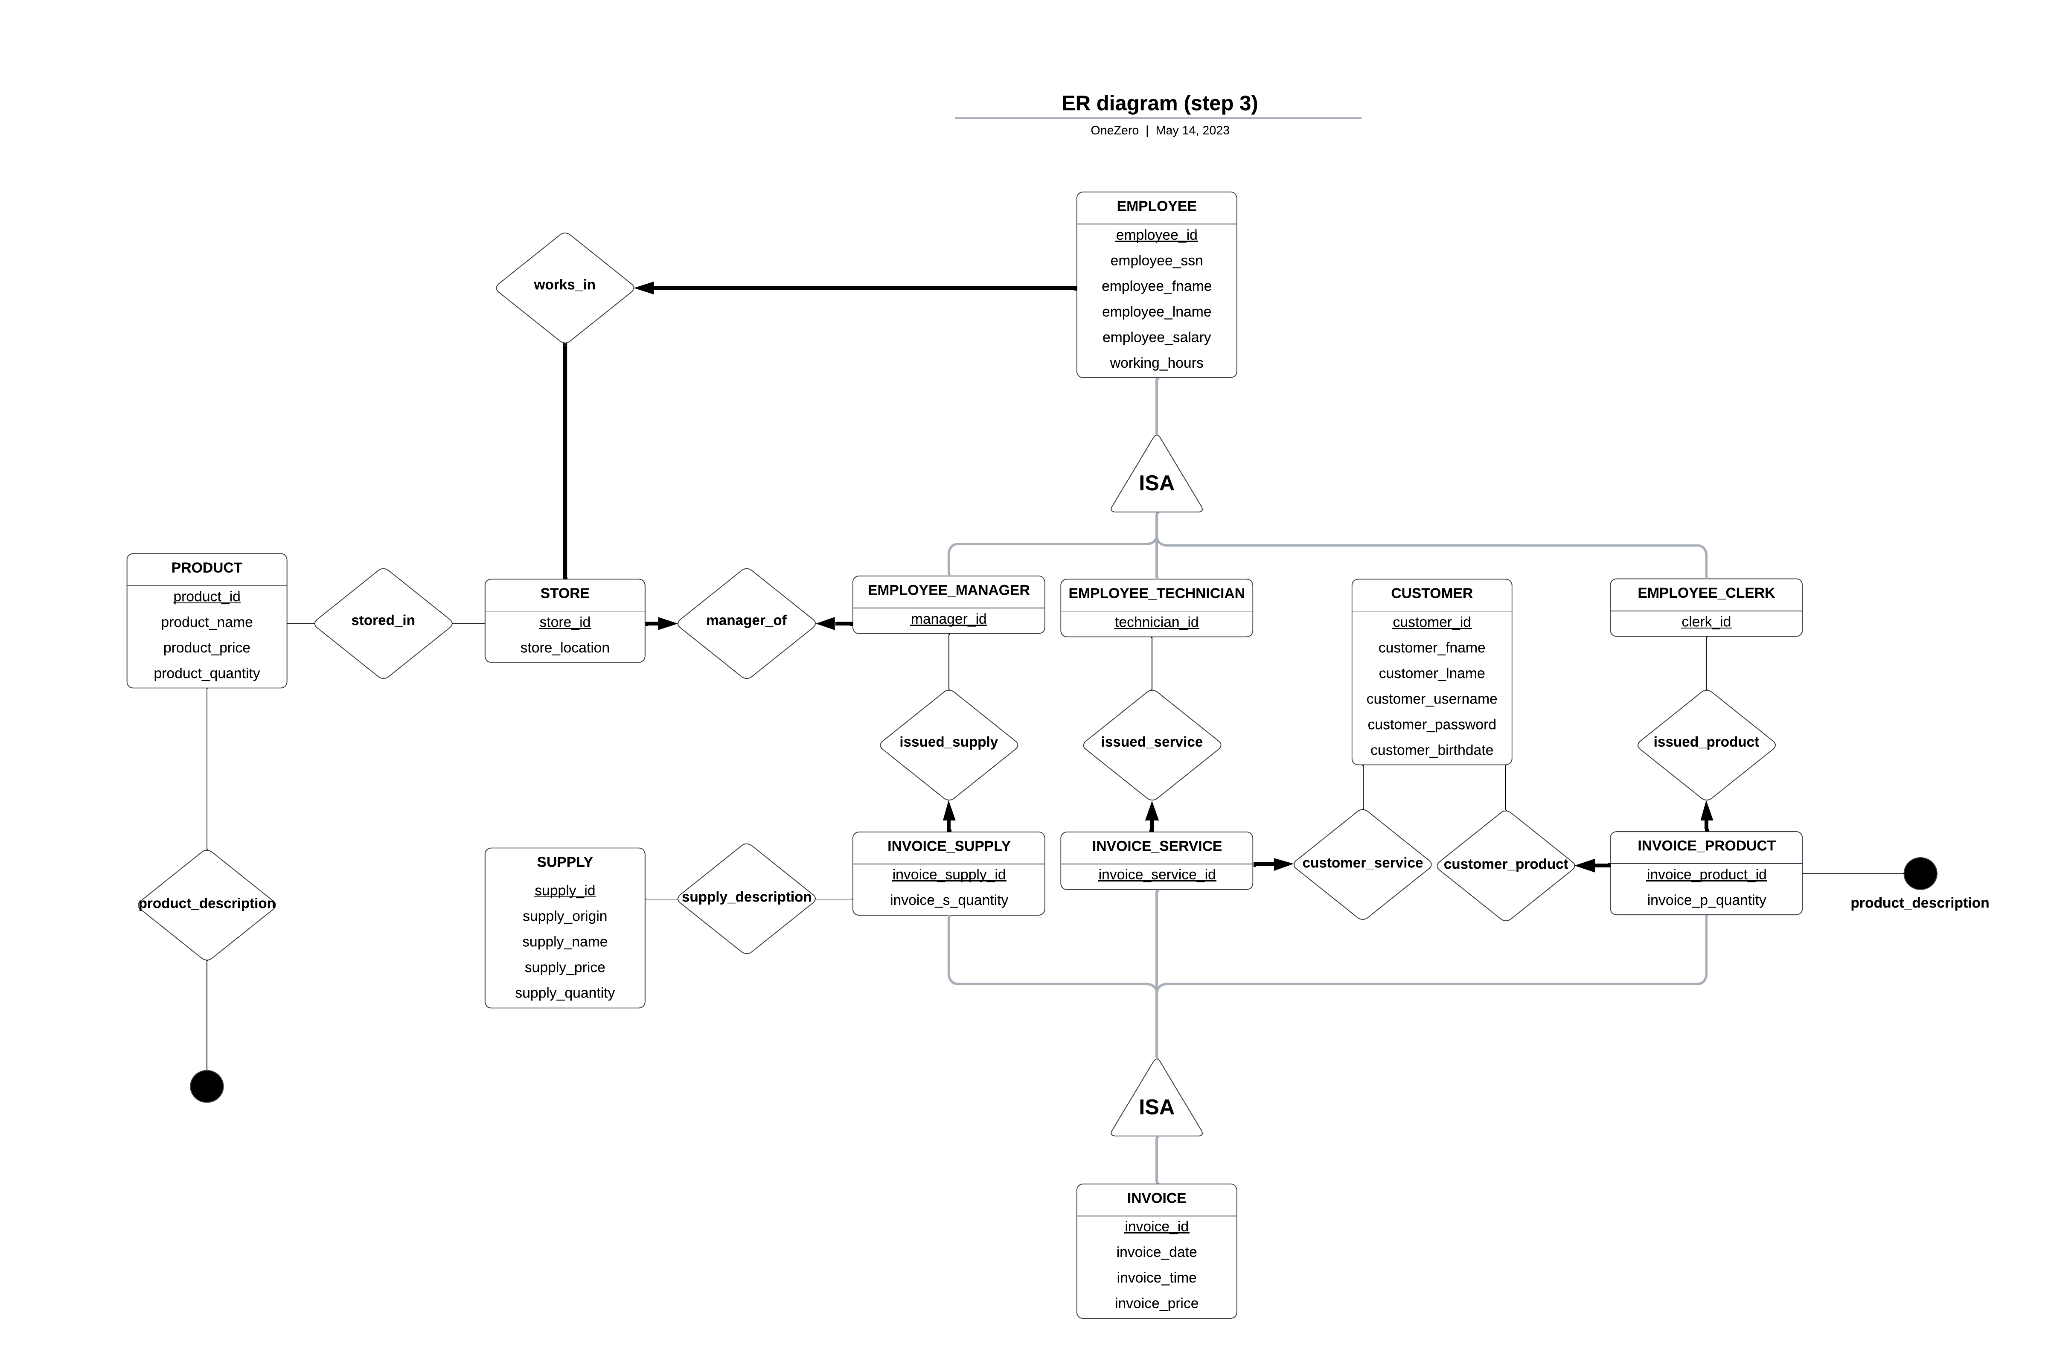 ER diagram (step 3)
OneZero | May 14, 2023
EMPLOYEE
employee_id
employee_ssn
employee_fname
employee_lname
employee_salary
working_hours
works_in
ISA
PRODUCT
product_id
product_name
product_price
product_quantity
stored_in
STORE
store_id
store_location
manager_of
EMPLOYEE_MANAGER
manager_id
EMPLOYEE_TECHNICIAN
technician_id
CUSTOMER
customer_id
customer_fname
customer_lname
customer_username
customer_password
customer_birthdate
EMPLOYEE_CLERK
clerk_id
issued_supply
issued_service
issued_product
product_description
SUPPLY
supply_id
supply_origin
supply_name
supply_price
supply_quantity
supply_description
INVOICE_SUPPLY
invoice_supply_id
invoice_s_quantity
INVOICE_SERVICE
invoice_service_id
customer_service
customer_product
INVOICE_PRODUCT
invoice_product_id
invoice_p_quantity
product_description
ISA
INVOICE
invoice_id
invoice_date
invoice_time
invoice_price